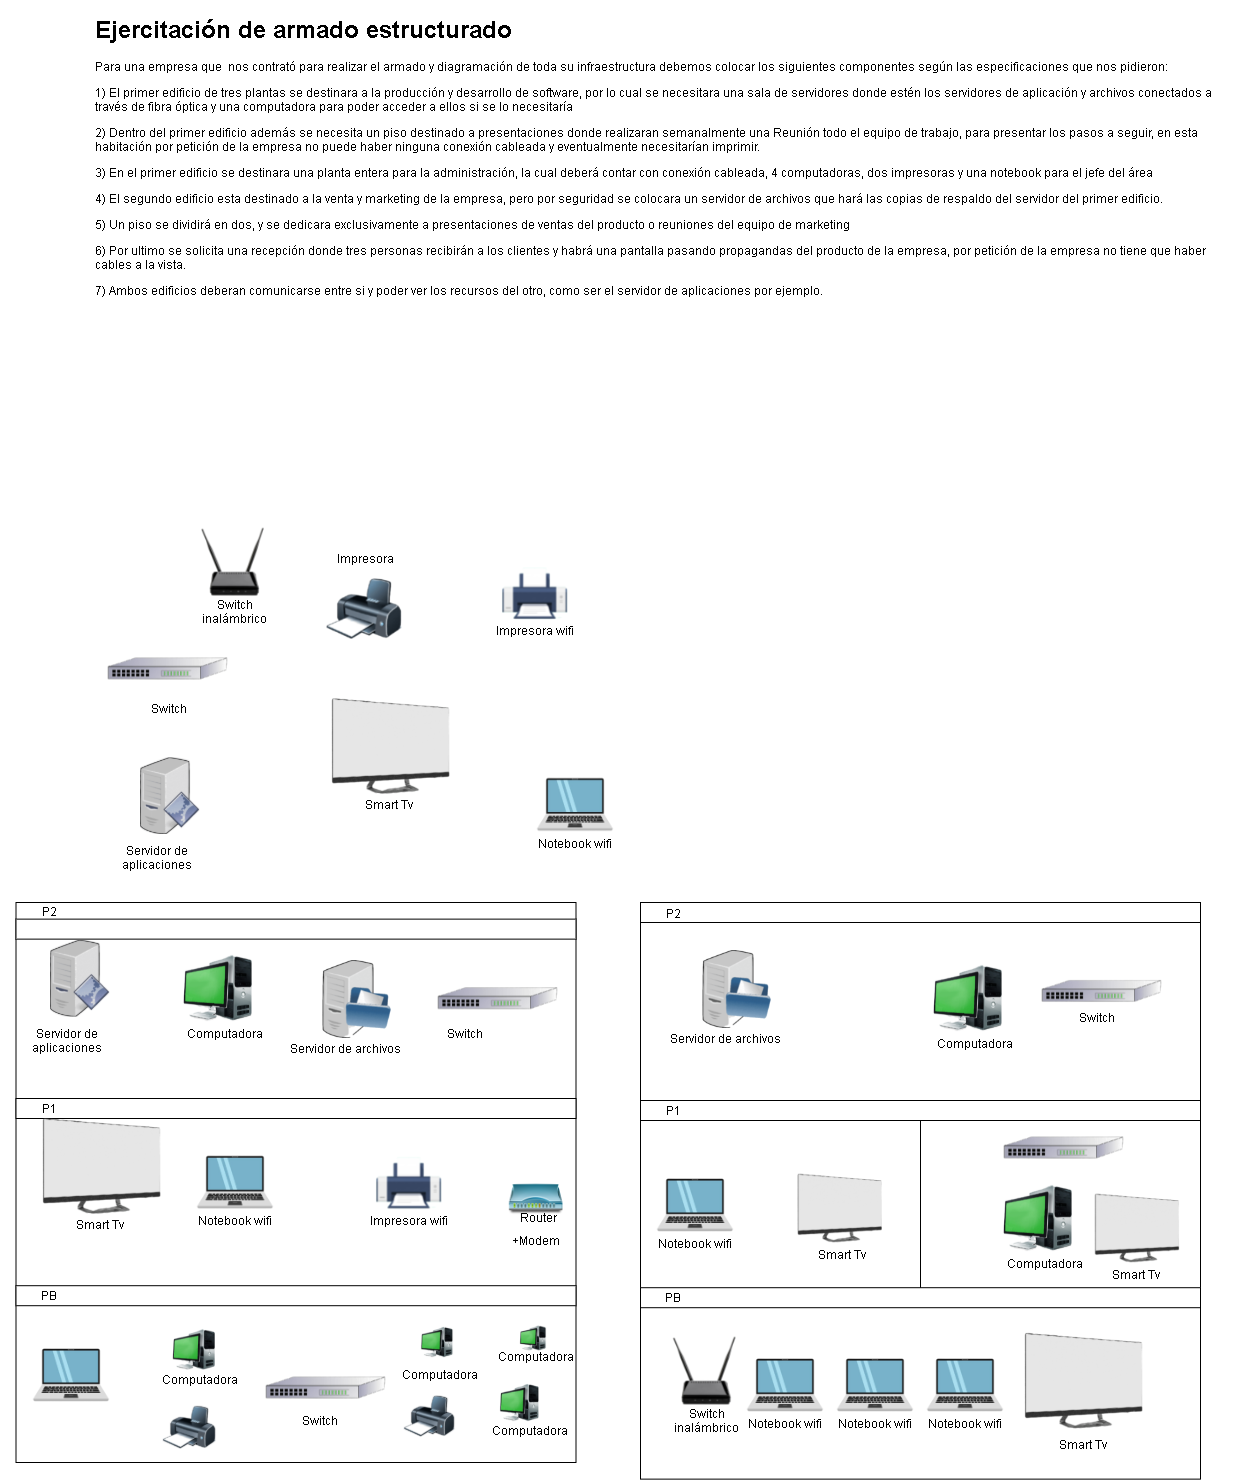 Ejercitación de armado estructurado
Para una empresa que  nos contrató para realizar el armado y diagramación de toda su infraestructura debemos colocar los siguientes componentes según las especificaciones que nos pidieron:
1) El primer edificio de tres plantas se destinara a la producción y desarrollo de software, por lo cual se necesitara una sala de servidores donde estén los servidores de aplicación y archivos conectados a
través de fibra óptica y una computadora para poder acceder a ellos si se lo necesitaría
2) Dentro del primer edificio además se necesita un piso destinado a presentaciones donde realizaran semanalmente una Reunión todo el equipo de trabajo, para presentar los pasos a seguir, en esta
habitación por petición de la empresa no puede haber ninguna conexión cableada y eventualmente necesitarían imprimir.
3) En el primer edificio se destinara una planta entera para la administración, la cual deberá contar con conexión cableada, 4 computadoras, dos impresoras y una notebook para el jefe del área
4) El segundo edificio esta destinado a la venta y marketing de la empresa, pero por seguridad se colocara un servidor de archivos que hará las copias de respaldo del servidor del primer edificio.
5) Un piso se dividirá en dos, y se dedicara exclusivamente a presentaciones de ventas del producto o reuniones del equipo de marketing
6) Por ultimo se solicita una recepción donde tres personas recibirán a los clientes y habrá una pantalla pasando propagandas del producto de la empresa, por petición de la empresa no tiene que haber
cables a la vista.
7) Ambos edificios deberan comunicarse entre si y poder ver los recursos del otro, como ser el servidor de aplicaciones por ejemplo.
Impresora
Switch
inalámbrico
Impresora wifi
Switch
Smart Tv
Notebook wifi
Servidor de
aplicaciones
P2
Servidor de
aplicaciones
Computadora
Servidor de archivos
Switch
P1
Smart Tv
Notebook wifi
Impresora wifi
Router
+Modem
PB
Computadora
Switch
Computadora
Computadora
Computadora
P2
Servidor de archivos
Computadora
Switch
P1
Notebook wifi
Smart Tv
Computadora
Smart Tv
PB
Switch
inalámbrico
Notebook wifi
Notebook wifi
Notebook wifi
Smart Tv